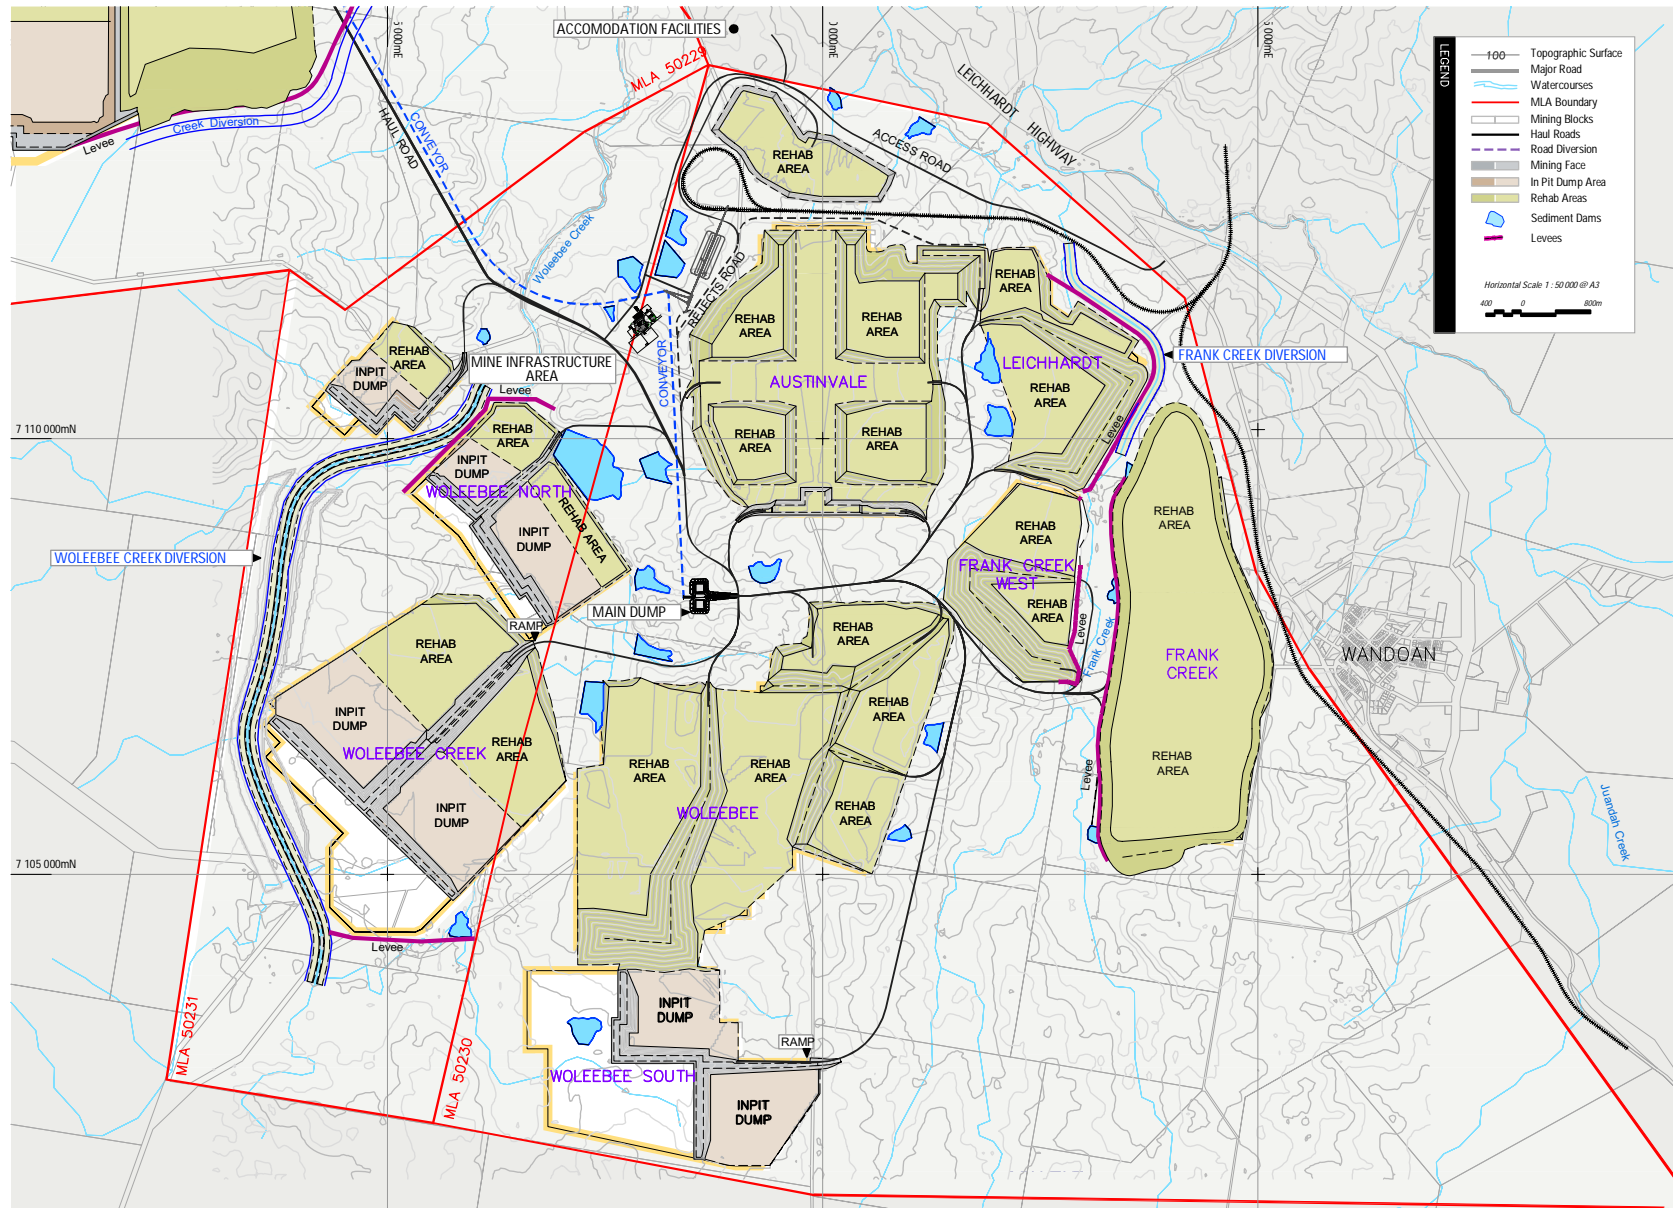 ACCOMODATION FACILITIES
5 000mE
0 000mE
5 000mE
MLA 50229
LEICHHARDT HIGHWAY
LEGEND
100 Topographic Surface
Major Road
Watercourses
MLA Boundary
Mining Blocks
Haul Roads
Road Diversion
Mining Face
In Pit Dump Area
Rehab Areas
Sediment Dams
Levees
Horizontal Scale 1 : 50 000 @ A3
400 0 800m
Creek Diversion
Levee
HAUL ROAD
CONVEYOR
ACCESS ROAD
REHAB
AREA
Woleebee Creek
REJECTS ROAD
REHAB
AREA
REHAB
AREA
REHAB
AREA
REHAB
AREA
INPIT
DUMP
MINE INFRASTRUCTURE
AREA
CONVEYOR
LEICHHARDT
FRANK CREEK DIVERSION
AUSTINVALE
REHAB
AREA
Levee
7 110 000mN
REHAB
AREA
REHAB
AREA
REHAB
AREA
Levee
INPIT
DUMP
WOLEEBEE NORTH
REHAB AREA
INPIT
DUMP
REHAB
AREA
REHAB
AREA
WOLEEBEE CREEK DIVERSION
FRANK CREEK
WEST
REHAB
AREA
MAIN DUMP
RAMP
Levee
Frank Creek
REHAB
AREA
REHAB
AREA
WANDOAN
FRANK
CREEK
INPIT
DUMP
REHAB
AREA
WOLEEBEE CREEK
REHAB
AREA
REHAB
AREA
REHAB
AREA
REHAB
AREA
Levee
INPIT
DUMP
WOLEEBEE
REHAB
AREA
Juandah Creek
7 105 000mN
Levee
MLA 50231
MLA 50230
INPIT
DUMP
RAMP
WOLEEBEE SOUTH
INPIT
DUMP